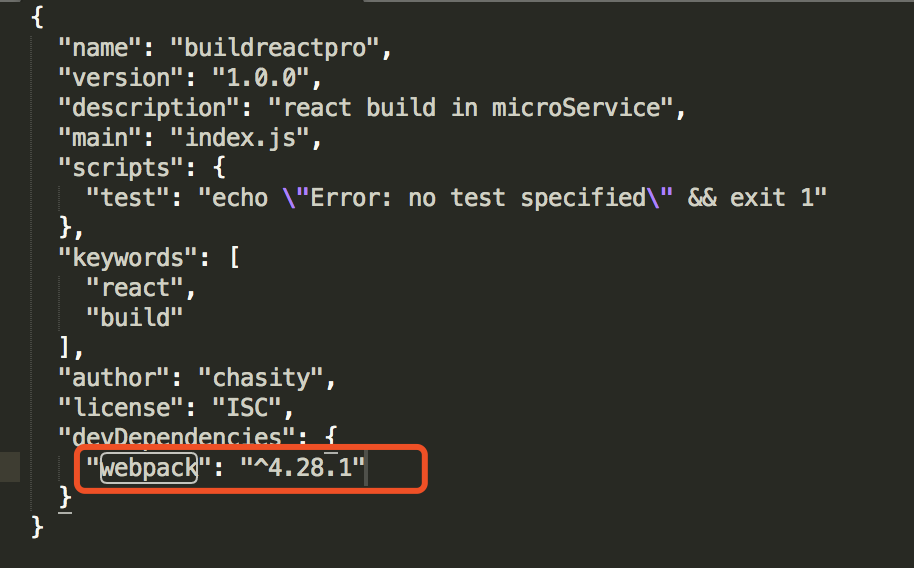 {
"name": "buildreactpro",
"version": "1.0.0",
"description": "react build in microService",
"main": "index.js",
"scripts": {
"test": "echo \"Error: no test specified\" && exit 1"
},
"keywords": [
"react",
"build"
],
"author": "chasity",
"license": "ISC",
"devDependencies": {
"webpack": "^4.28.1"
}
}